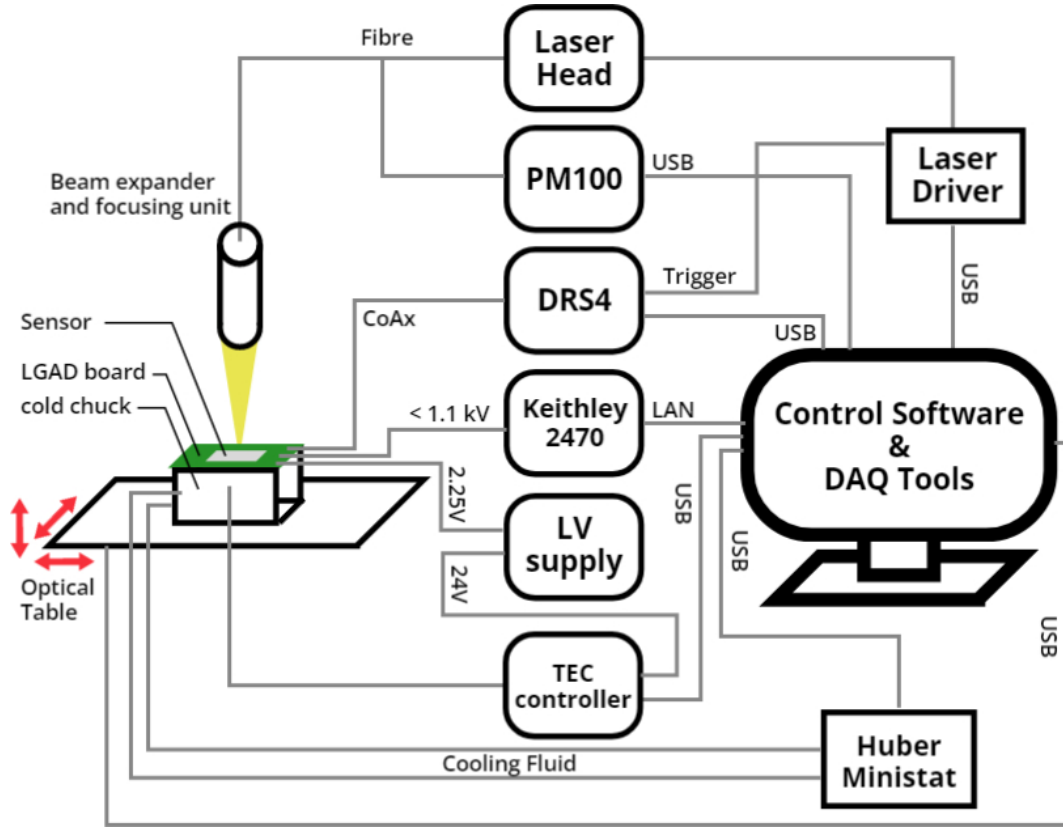 Fibre
Laser
Head
Laser
Driver
PM100
USB
Beam expander
and focusing unit
DRS4
Trigger
USB
USB
CoAx
Sensor
LGAD board
cold chuck
< 1.1 kV
Keithley
2470
LAN
Control Software
&
DAQ Tools
2.25V
LV
supply
USB
USB
24V
Optical
Table
TEC
controller
USB
Huber
Ministat
Cooling Fluid